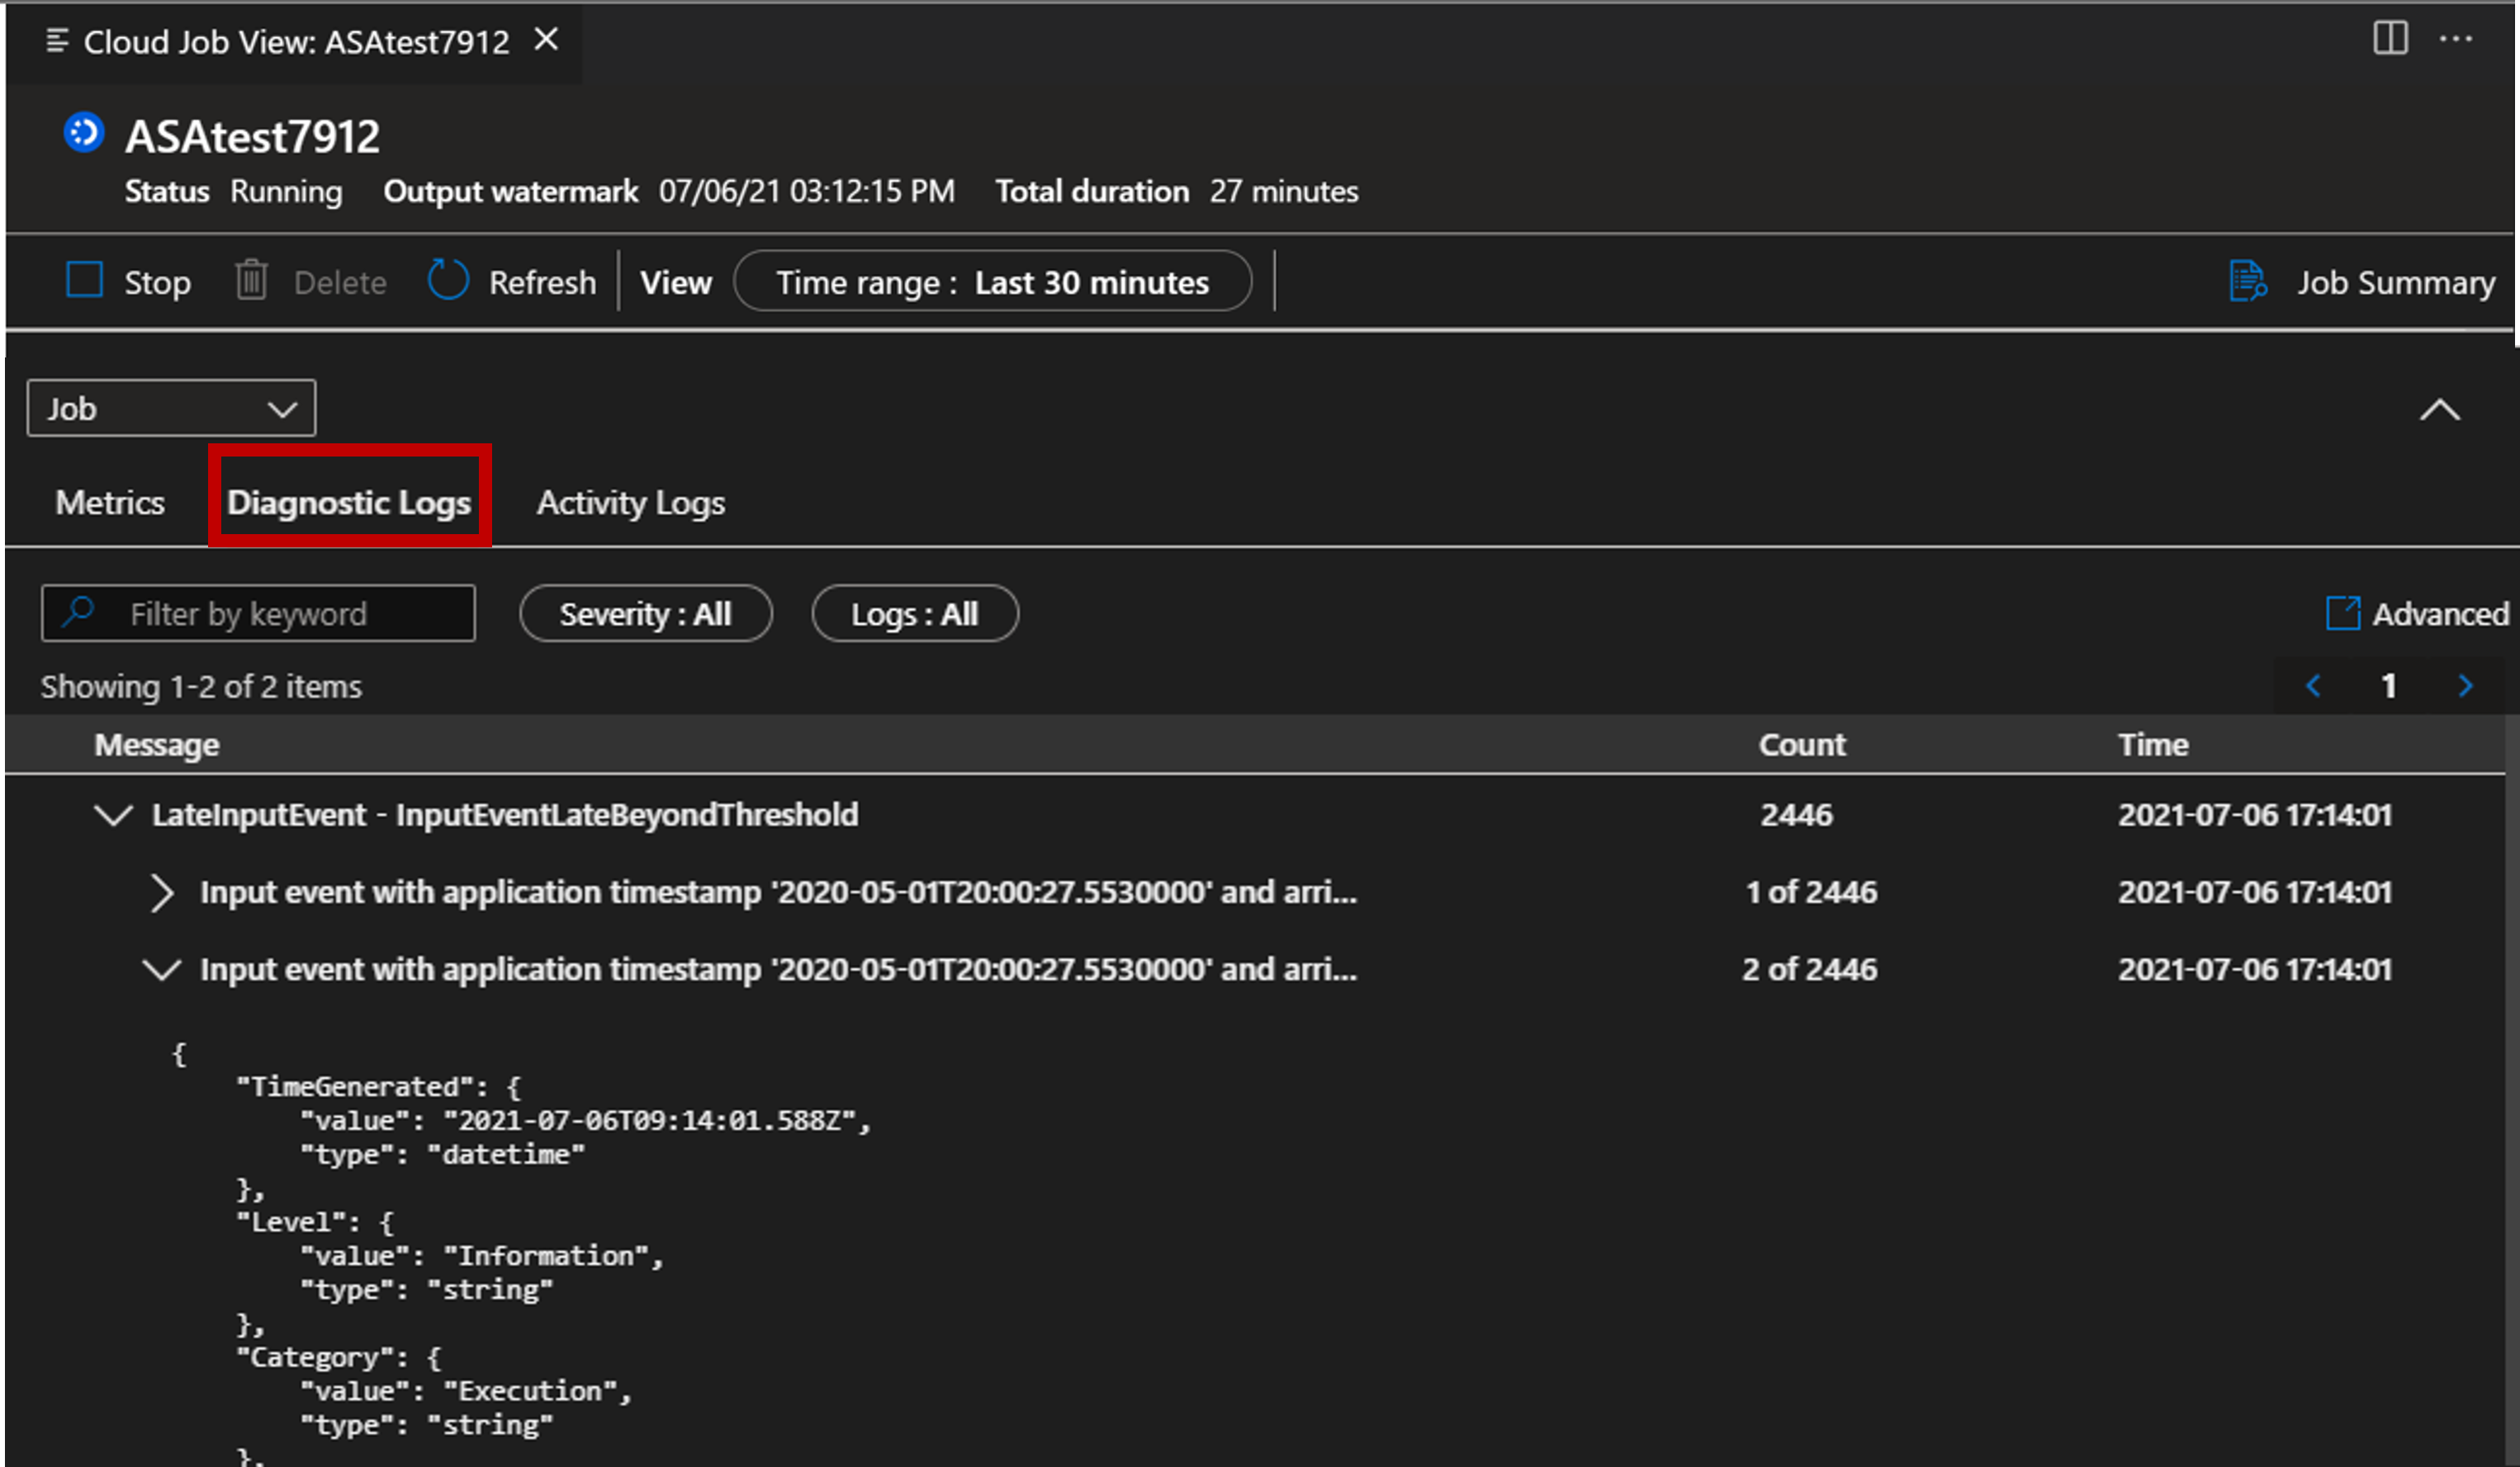 Cloud Job View: ASAtest7912
ASAtest7912
Status Running Output watermark 07/06/21 03:12:15 PM Total duration 27 minutes
Stop Delete Refresh View Time range : Last 30 minutes Job Summary
Job
Metrics Diagnostic Logs Activity Logs
Filter by keyword Severity : All Logs : All Advanced
Showing 1-2 of 2 items 1
Message Count Time
LateInputEvent - InputEventLateBeyondThreshold 2446 2021-07-06 17:14:01
Input event with application timestamp '2020-05-01T20:00:27.5530000' and arri... 1 of 2446 2021-07-06 17:14:01
Input event with application timestamp '2020-05-01T20:00:27.5530000' and arri... 2 of 2446 2021-07-06 17:14:01
{
"TimeGenerated": {
"value": "2021-07-06T09:14:01.588Z",
"type": "datetime"
},
"Level": {
"value": "Information",
"type": "string"
},
"Category": {
"value": "Execution",
"type": "string"
},